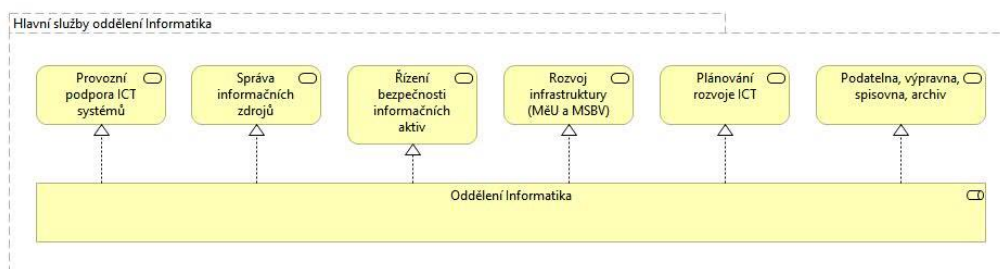 Hlavní služby oddělení Informatika
Provozní
podpora ICT
systémů
Správa
informačních
zdrojů
Řízení
bezpečnosti
informačních
aktiv
Rozvoj
infrastruktury
(MěU a MSBV)
Plánování
rozvoje ICT
Podatelna, výpravna,
spisovna, archiv
Oddělení Informatika